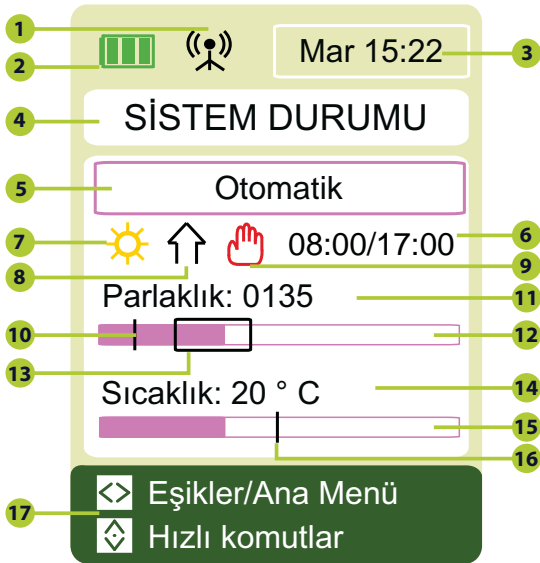 1
2
Mar 15:22
3
4
SİSTEM DURUMU
5
Otomatik
7
08:00/17:00
6
8
9
Parlaklık: 0135
11
10
12
13
Sıcaklık: 20 ° C
14
15
16
<> Eşikler/Ana Menü
17
Hızlı komutlar